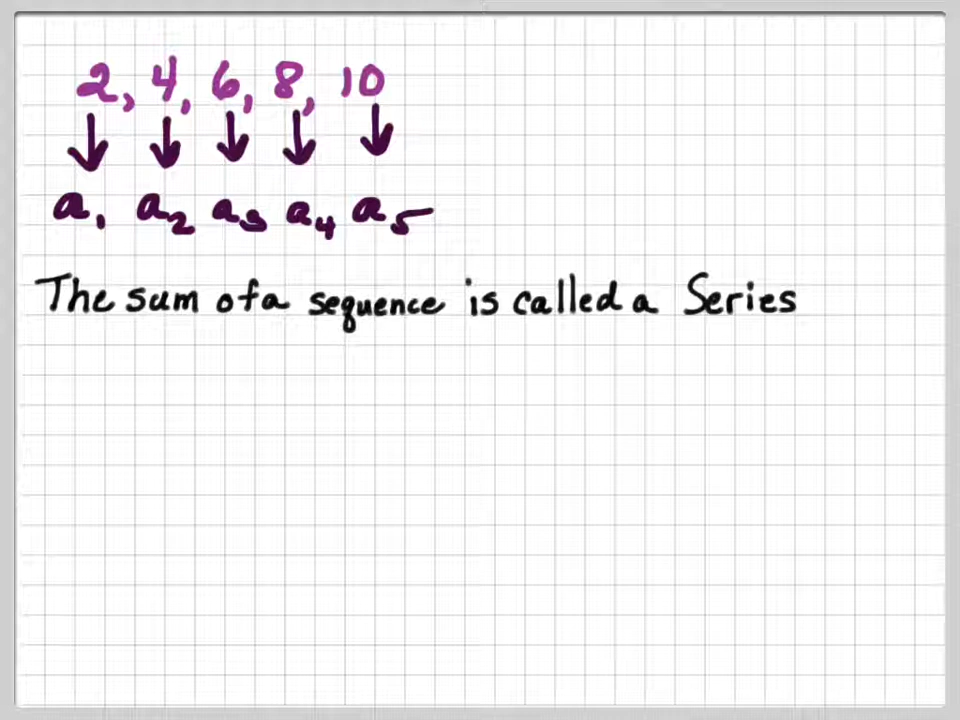 2, 4, 6, 8, 10
a₁ a₂ a₃ a₄ a₅
The sum of a sequence is called a Series